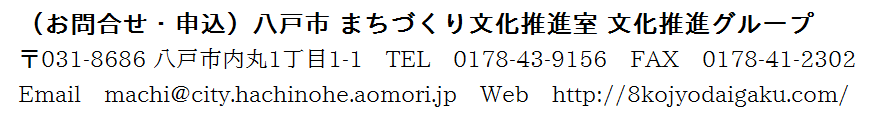 （お問合せ・申込）八戸市 まちづくり文化推進室 文化推進グループ
〒031-8686 八戸市内丸1丁目1-1　TEL　0178-43-9156　FAX　0178-41-2302
Email　machi@city.hachinohe.aomori.jp　Web　http://8kojyodaigaku.com/